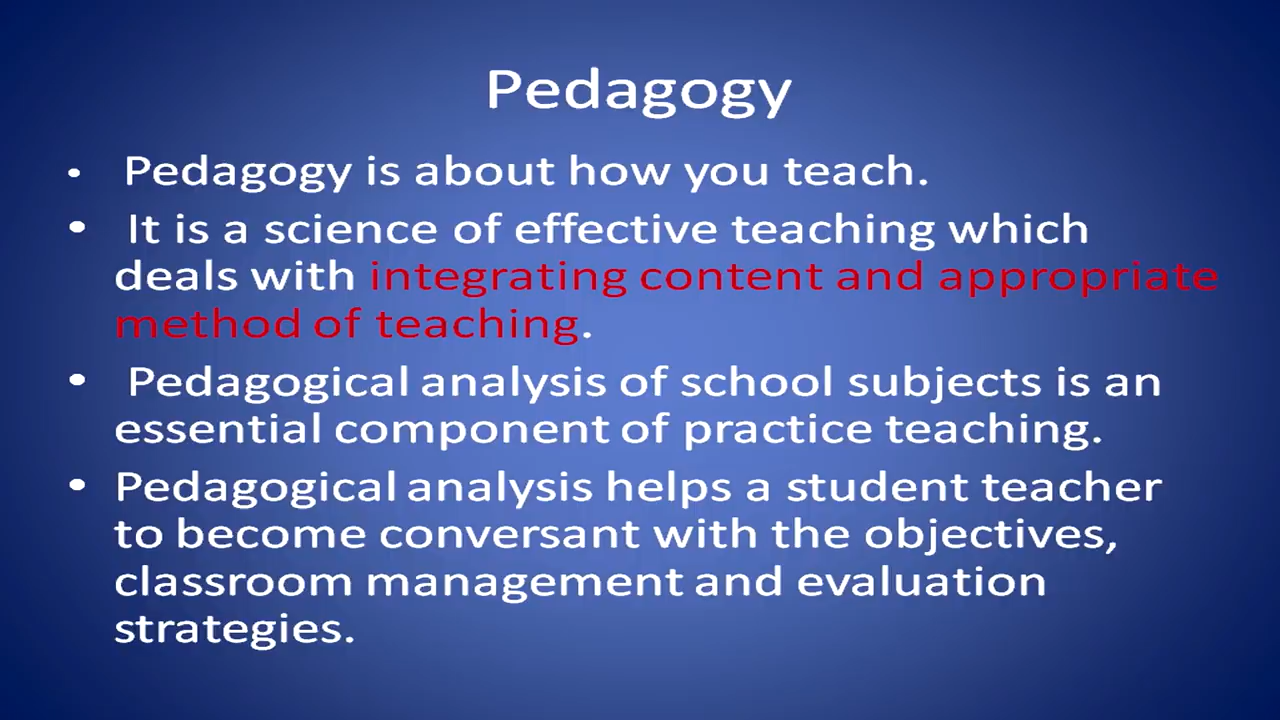 Pedagogy
• Pedagogy is about how you teach.
• It is a science of effective teaching which
deals with integrating content and appropriate
method of teaching.
• Pedagogical analysis of school subjects is an
essential component of practice teaching.
• Pedagogical analysis helps a student teacher
to become conversant with the objectives,
classroom management and evaluation
strategies.